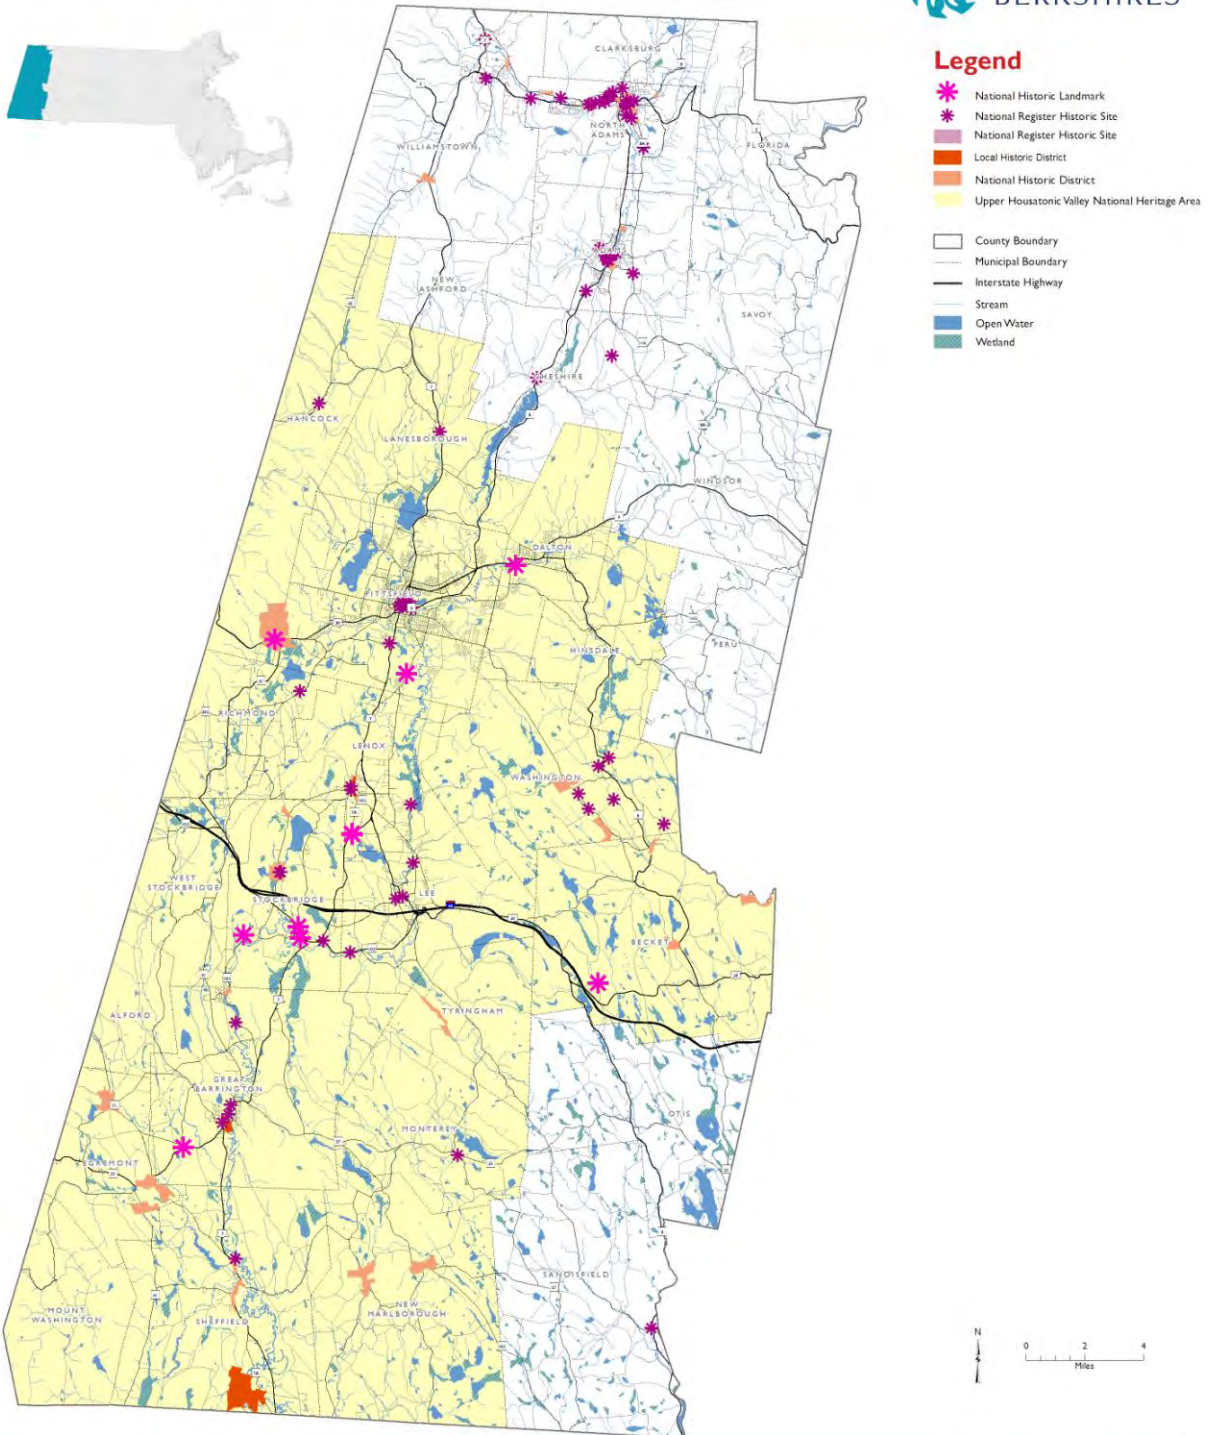 BERKSHIRES
Legend
National Historic Landmark
National Register Historic Site
National Register Historic Site
Local Historic District
National Historic District
Upper Housatonic Valley National Heritage Area
County Boundary
Municipal Boundary
Interstate Highway
Stream
Open Water
Wetland
CLARKSBURG
NORTH
ADAMS
WILLIAMSTOWN
FLORIDA
ADAMS
NEW
ASHFORD
SAVOY
CHESHIRE
HANCOCK
LANESBOROUGH
WINDSOR
DALTON
PITTSFIELD
HINSDALE
PERU
RICHMOND
LENOX
WASHINGTON
WEST
STOCKBRIDGE
STOCKBRIDGE
LEE
BECKET
ALFORD
TYRINGHAM
GREAT
BARRINGTON
OTIS
MONTEREY
EGREMONT
SANDISFIELD
MOUNT
WASHINGTON
NEW
MARLBOROUGH
SHEFFIELD
N
0 2 4
Miles